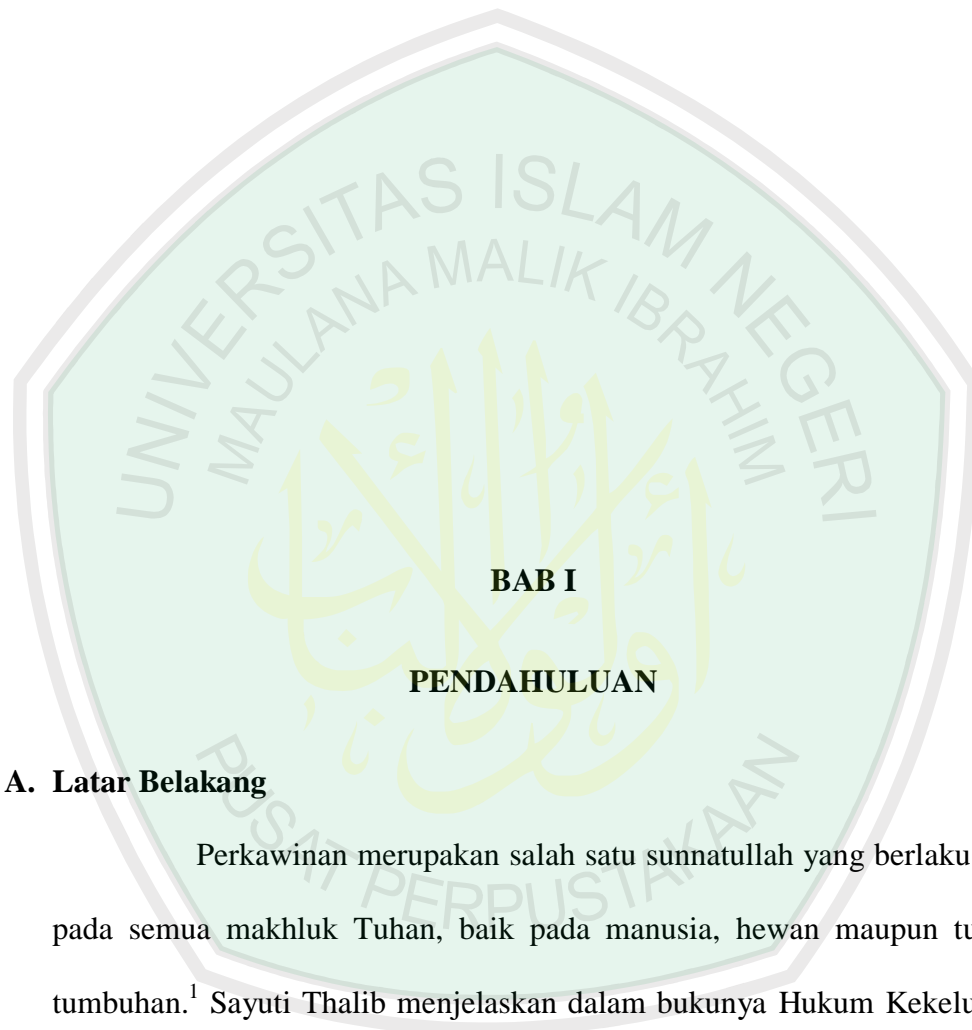 UNIVERSITAS ISLAM NEGERI
MAULANA MALIK IBRAHIM
BAB I
PENDAHULUAN
A. Latar Belakang
Perkawinan merupakan salah satu sunnatullah yang berlaku
pada semua makhluk Tuhan, baik pada manusia, hewan maupun tu
tumbuhan.1 Sayuti Thalib menjelaskan dalam bukunya Hukum Kekelu
PUSAT PERPUSTAKAAN